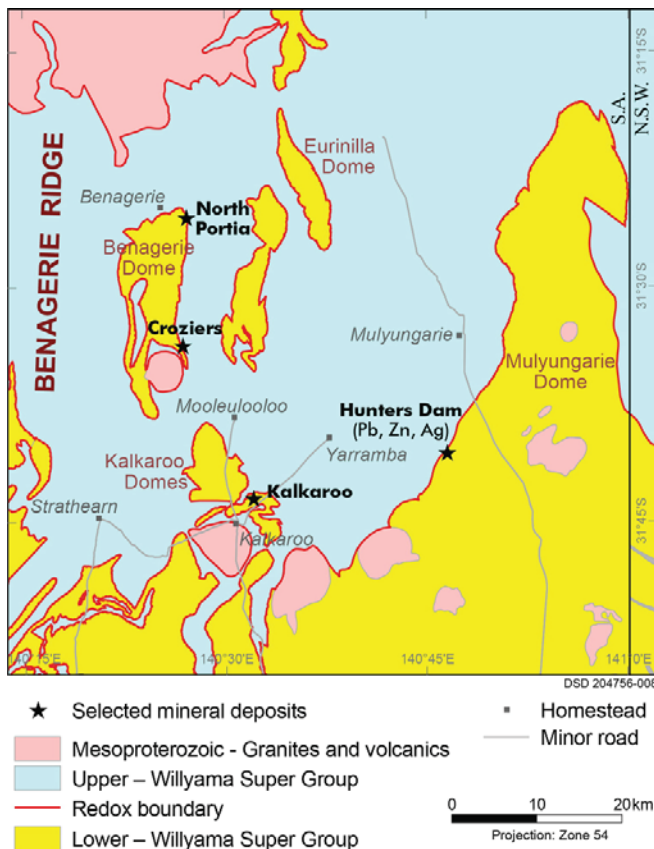 31°15'S
S.A.
N.S.W.
Eurinilla
Dome
BENAGERIE RIDGE
Benagerie
North
Portia
Benagerie
Dome
31°30'S
Croziers
Mulyungarie
Mulyungarie
Dome
Mooleulooloo
Hunters Dam
(Pb, Zn, Ag)
Kalkaroo
Domes
Yarramba
Strathearn
Kalkaroo
Kalkaroo
31°45'S
140°15'E
140°30'E
140°45'E
141°0'E
DSD 204756-008
Selected mineral deposits
Homestead
Mesoproterozoic - Granites and volcanics
Minor road
Upper – Willyama Super Group
Redox boundary
0 10 20km
Lower – Willyama Super Group
Projection: Zone 54